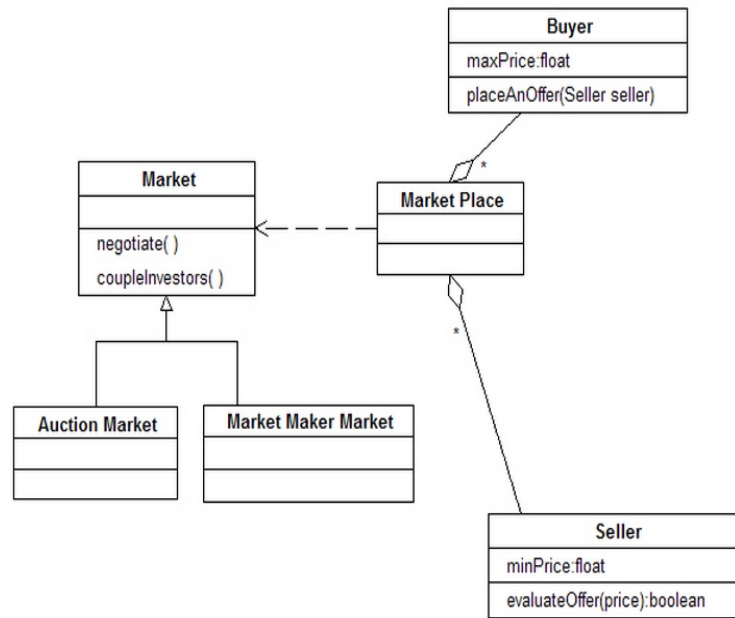 Buyer
maxPrice:float
placeAnOffer(Seller seller)
*
Market
negotiate( )
coupleInvestors( )
Market Place
*
Auction Market
Market Maker Market
Seller
minPrice:float
evaluateOffer(price):boolean